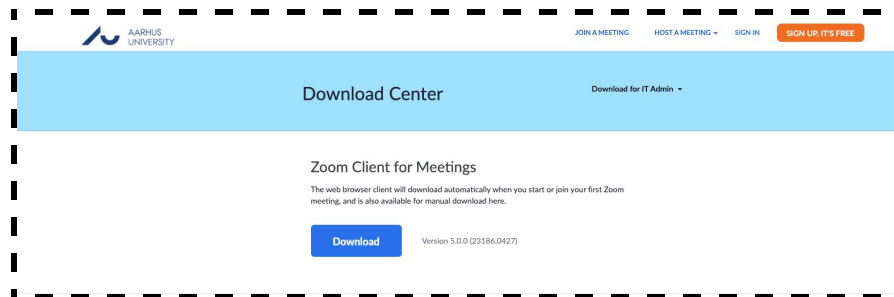 AARHUS
UNIVERSITY
JOIN A MEETING HOST A MEETING SIGN IN SIGN UP, IT'S FREE
Download Center
Download for IT Admin
Zoom Client for Meetings
The web browser client will download automatically when you start or join your first Zoom
meeting, and is also available for manual download here.
Download Version 5.0.0 (23186.0427)